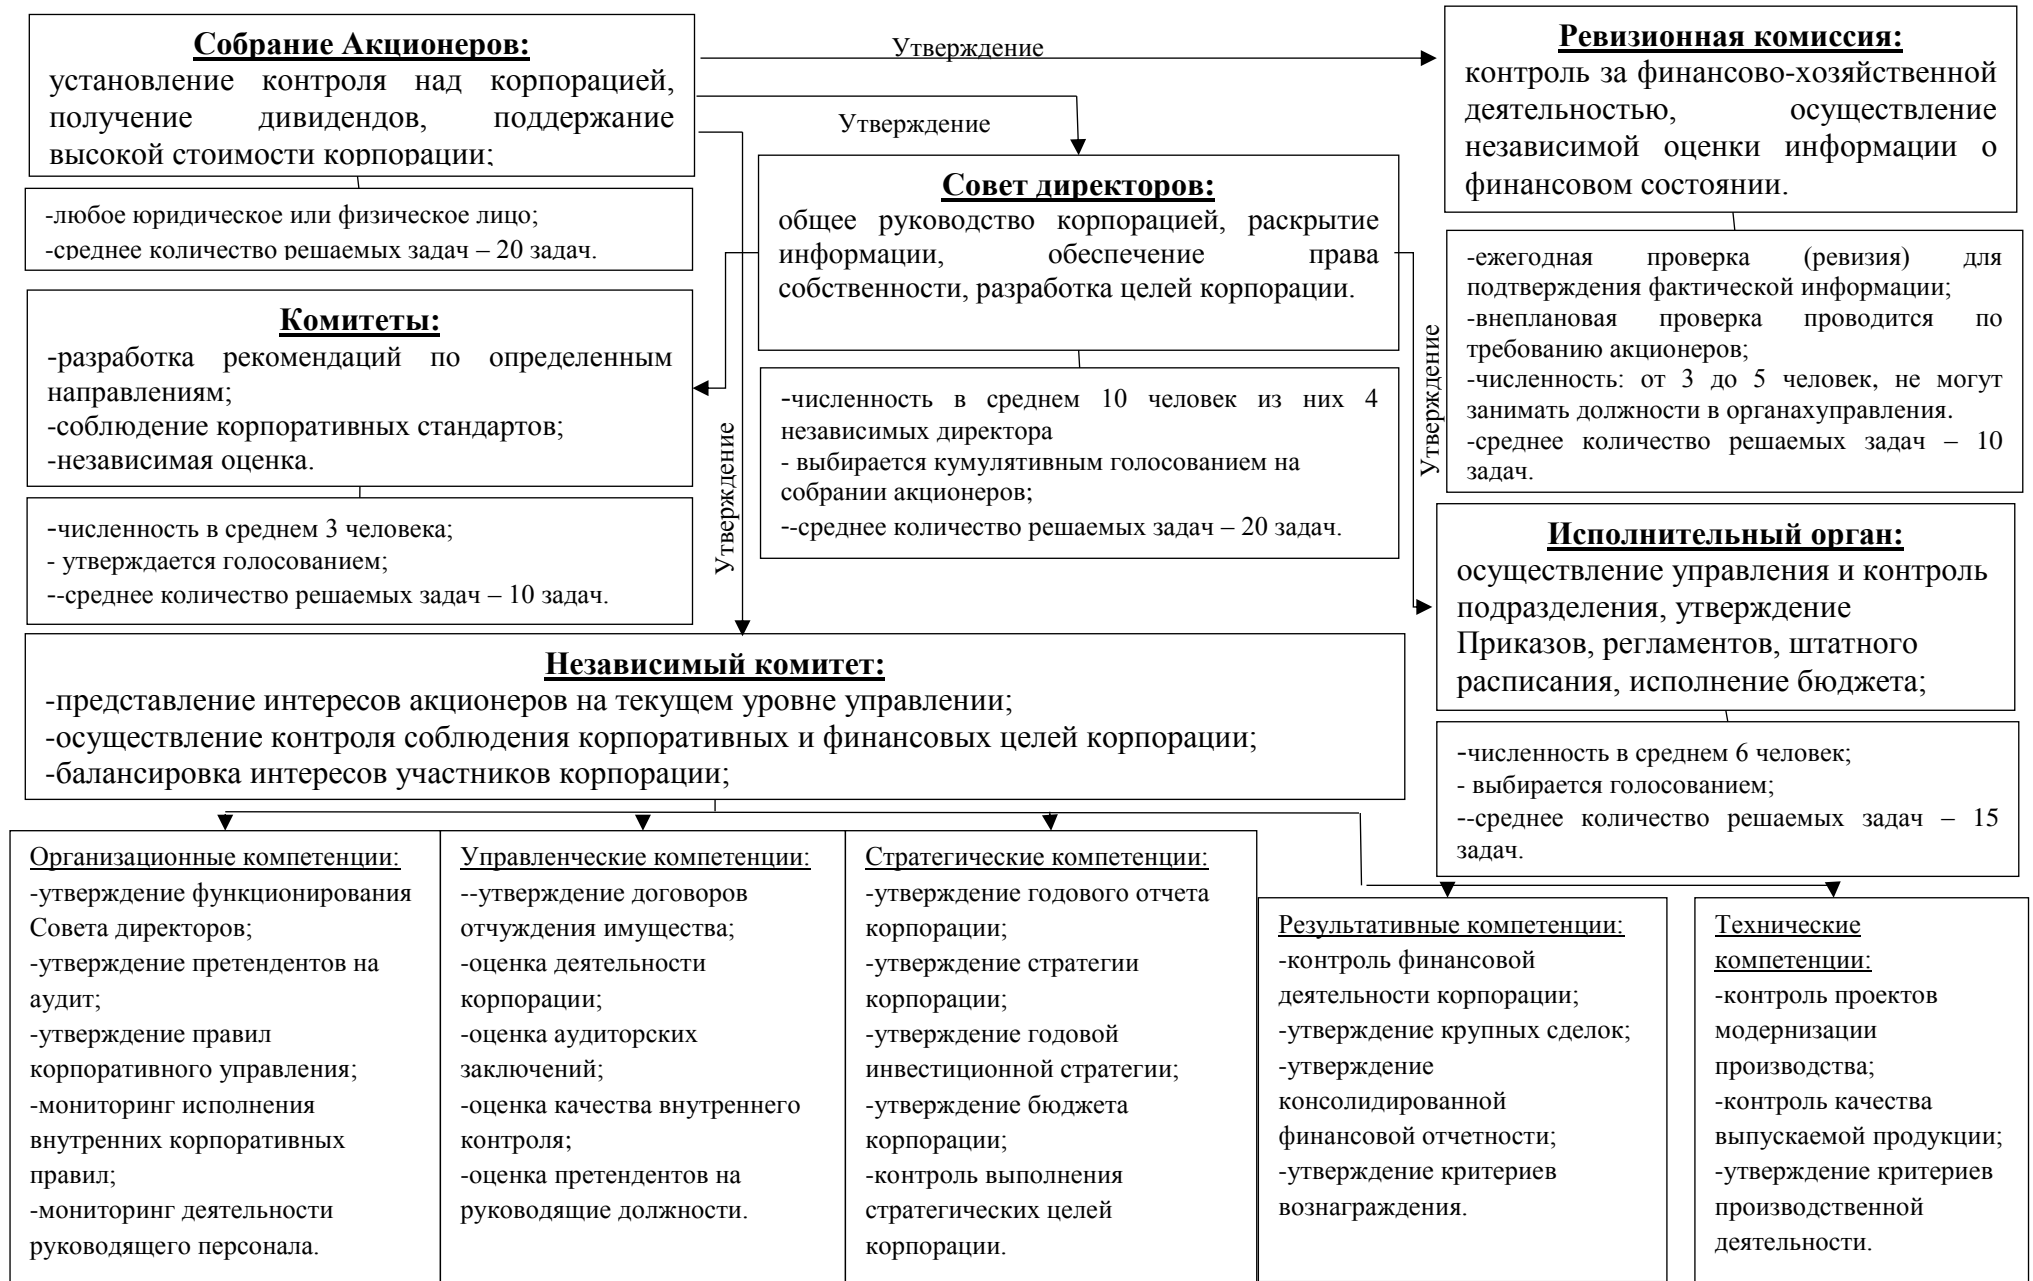 Собрание Акционеров:
установление контроля над корпорацией,
получение дивидендов, поддержание
высокой стоимости корпорации;
Утверждение
Ревизионная комиссия:
контроль за финансово-хозяйственной
деятельностью, осуществление
независимой оценки информации о
финансовом состоянии.
Утверждение
-любое юридическое или физическое лицо;
-среднее количество решаемых задач – 20 задач.
Совет директоров:
общее руководство корпорацией, раскрытие
информации, обеспечение права
собственности, разработка целей корпорации.
-ежегодная проверка (ревизия) для
подтверждения фактической информации;
-внеплановая проверка проводится по
требованию акционеров;
-численность: от 3 до 5 человек, не могут
занимать должности в органахуправления.
-среднее количество решаемых задач – 10
задач.
Комитеты:
-разработка рекомендаций по определенным
направлениям;
-соблюдение корпоративных стандартов;
-независимая оценка.
Утверждение
Утверждение
-численность в среднем 10 человек из них 4
независимых директора
- выбирается кумулятивным голосованием на
собрании акционеров;
--среднее количество решаемых задач – 20 задач.
-численность в среднем 3 человека;
- утверждается голосованием;
--среднее количество решаемых задач – 10 задач.
Исполнительный орган:
осуществление управления и контроль
подразделения, утверждение
Приказов, регламентов, штатного
расписания, исполнение бюджета;
Независимый комитет:
-представление интересов акционеров на текущем уровне управлении;
-осуществление контроля соблюдения корпоративных и финансовых целей корпорации;
-балансировка интересов участников корпорации;
-численность в среднем 6 человек;
- выбирается голосованием;
--среднее количество решаемых задач – 15
задач.
Организационные компетенции:
-утверждение функционирования
Совета директоров;
-утверждение претендентов на
аудит;
-утверждение правил
корпоративного управления;
-мониторинг исполнения
внутренних корпоративных
правил;
-мониторинг деятельности
руководящего персонала.
Управленческие компетенции:
--утверждение договоров
отчуждения имущества;
-оценка деятельности
корпорации;
-оценка аудиторских
заключений;
-оценка качества внутреннего
контроля;
-оценка претендентов на
руководящие должности.
Стратегические компетенции:
-утверждение годового отчета
корпорации;
-утверждение стратегии
корпорации;
-утверждение годовой
инвестиционной стратегии;
-утверждение бюджета
корпорации;
-контроль выполнения
стратегических целей
корпорации.
Результативные компетенции:
-контроль финансовой
деятельности корпорации;
-утверждение крупных сделок;
-утверждение
консолидированной
финансовой отчетности;
-утверждение критериев
вознаграждения.
Технические
компетенции:
-контроль проектов
модернизации
производства;
-контроль качества
выпускаемой продукции;
-утверждение критериев
производственной
деятельности.